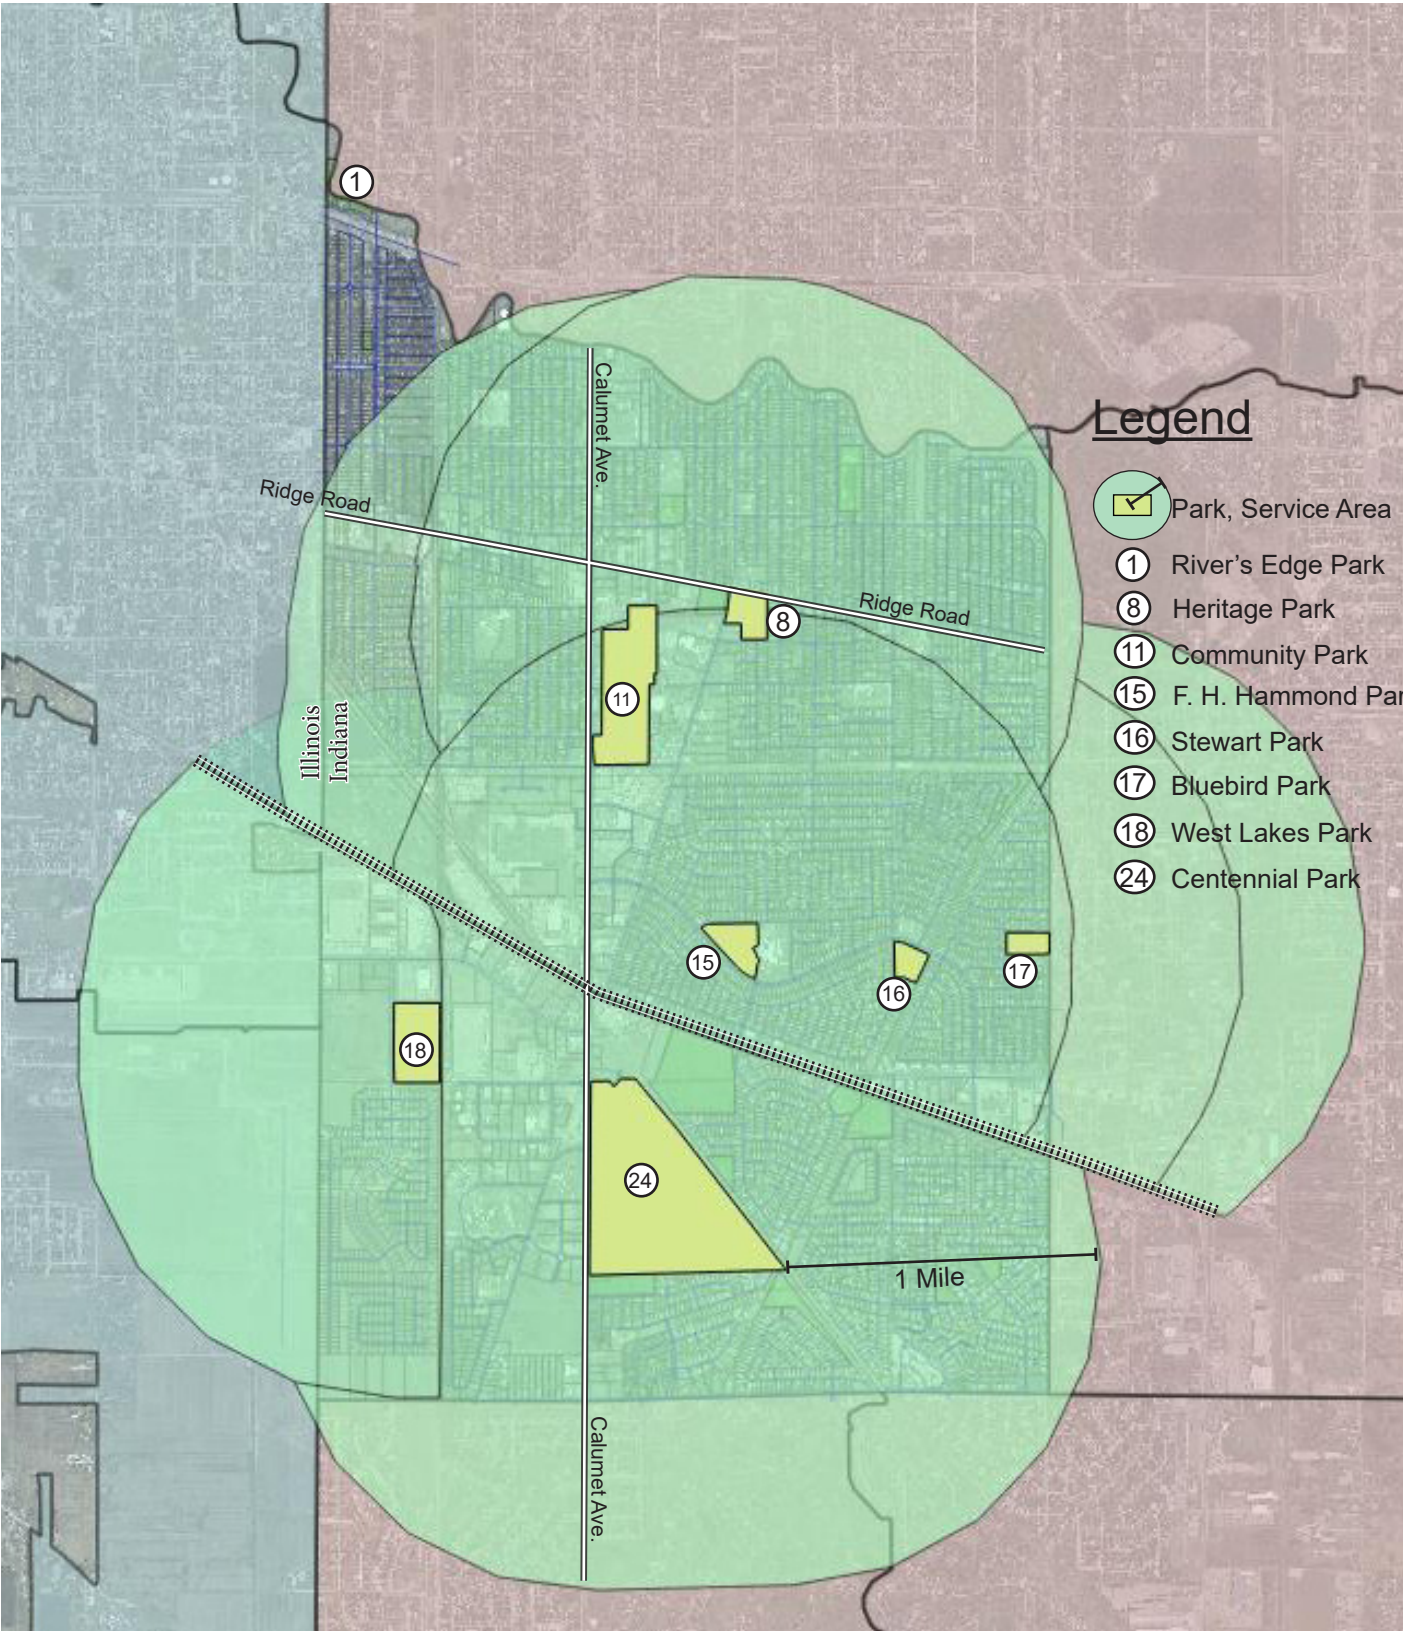 1
Calumet Ave.
Legend
Ridge Road
Park, Service Area
1 River's Edge Park
8 Heritage Park
11 Community Park
15 F. H. Hammond Par
16 Stewart Park
17 Bluebird Park
18 West Lakes Park
24 Centennial Park
Ridge Road
8
11
Illinois
Indiana
15
16
17
18
24
1 Mile
Calumet Ave.